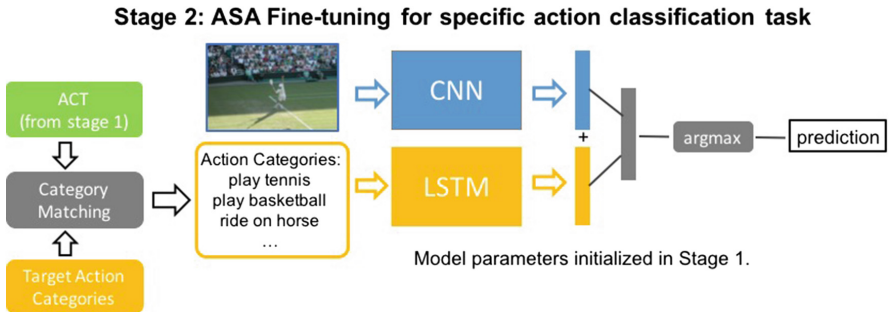 Stage 2: ASA Fine-tuning for specific action classification task
ACT
(from stage 1)
Category
Matching
Target Action
Categories
Action Categories:
play tennis
play basketball
ride on horse
...
CNN
LSTM
+
argmax
prediction
Model parameters initialized in Stage 1.